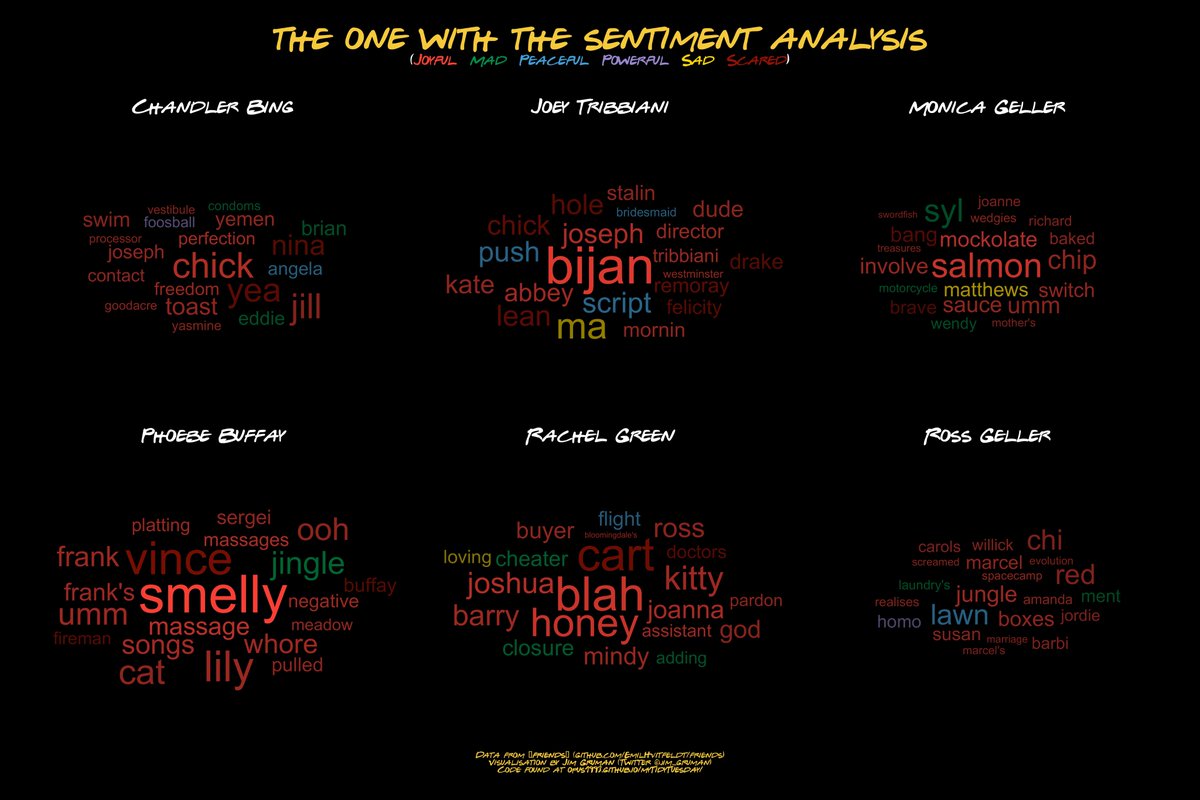 THE ONE WITH THE SENTIMENT ANALYSIS
(JOYFUL MAD PEACEFUL POWERFUL SAD SCARED)
CHANDLER BING JOEY TRIBBIANI MONICA GELLER
condoms
vestibule
swim foosball yemen
brian
processor perfection nina
joseph
chick angela
contact
freedom yea
goodacre toast jill
eddie
yasmine
stalin
hole bridesmaid dude
chick joseph director
push bijan tribbiani drake
westminster
kate abbey script remoray
lean felicity
ma mornin
joanne
swordfish syl wedgies richard
bang mockolate baked
treasures
involve salmon chip
motorcycle matthews switch
brave sauce umm
wendy mother's
PHOEBE BUFFAY RACHEL GREEN ROSS GELLER
sergei
platting ooh
massages
frank vince jingle
buffay
frank's smelly negative
umm massage meadow
fireman songs whore
cat lily pulled
flight
buyer ross
bloomingdale's
loving cheater cart doctors
joshua blah kitty
barry honey joanna pardon
assistant god
closure mindy adding
carols willick chi
screamed marcel evolution
spacecamp red
laundry's jungle amanda ment
realises
homo lawn boxes jordie
susan marriage barbi
marcel's
DATA FROM [[FRIENDS]] (GITHUB.COM/EMILHVITFELDT/FRIENDS)
VISUALISATION BY JIM GRUMAN (TWITTER @JIM_GRUMAN)
CODE FOUND AT OPUS1993.GITHUB.IO/MYTIDYTUESDAY/